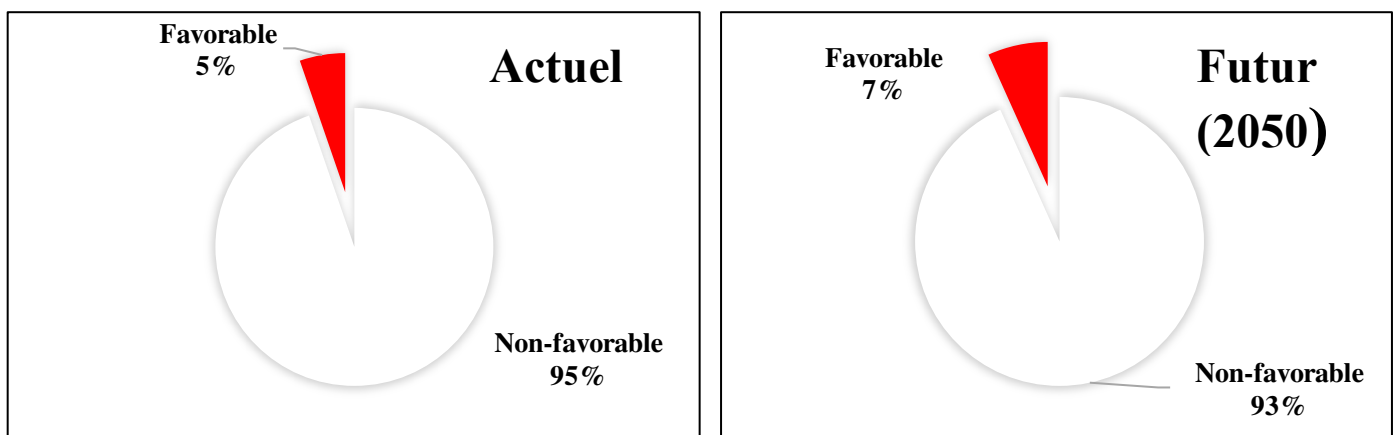 Favorable
5%
Actuel
Non-favorable
95%
Favorable
7%
Futur
(2050)
Non-favorable
93%